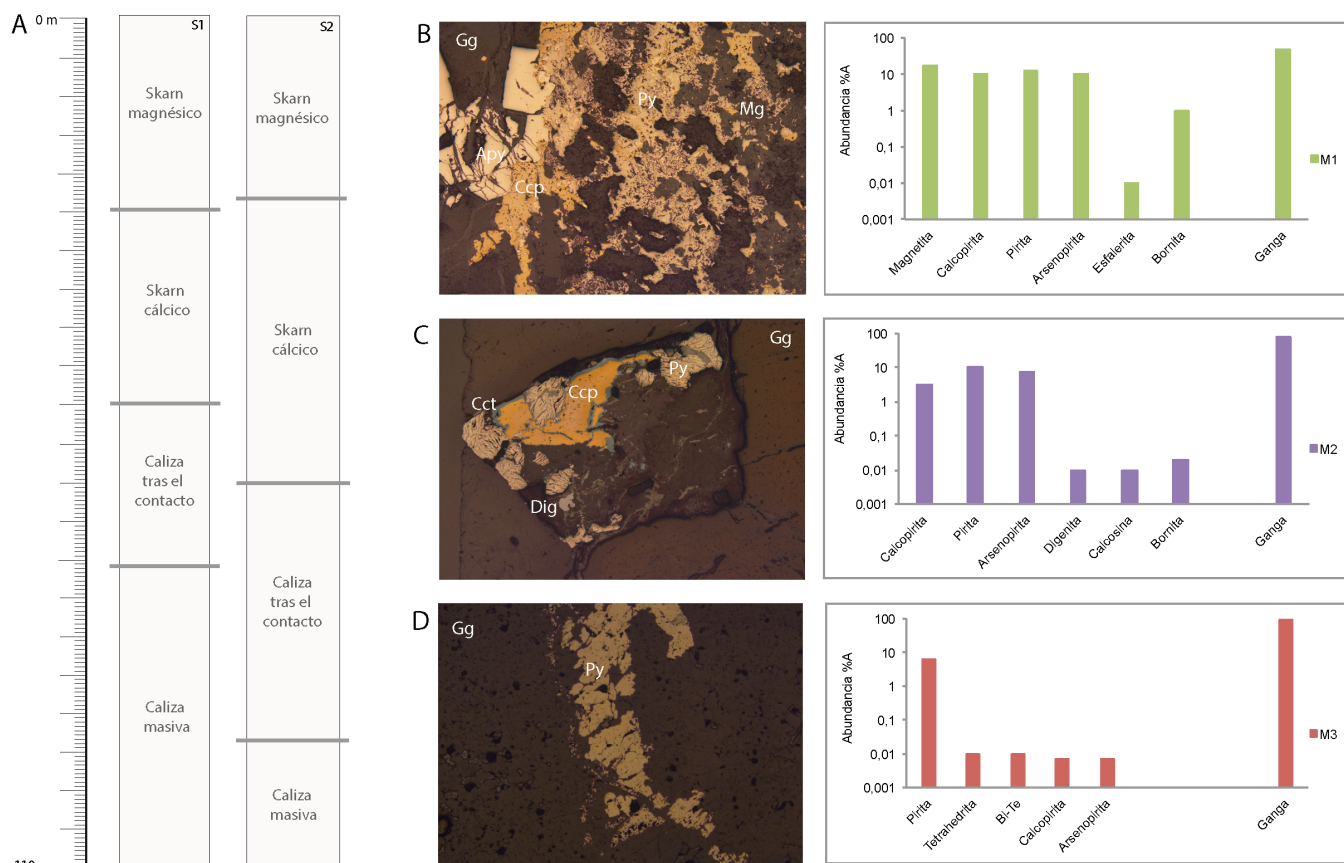 A
0 m
S1
Skarn
magnésico
Skarn
cálcico
Caliza
tras el
contacto
Caliza
masiva
S2
Skarn
magnésico
Skarn
cálcico
Caliza
tras el
contacto
Caliza
masiva
110
B
Gg
Py
Mg
Apy
Ccp
Abundancia %A
100
10
1
0,1
0,01
0,001
Magnetita
Calcopirita
Pirita
Arsenopirita
Esfalerita
Bornita
Ganga
M1
C
Gg
Py
Ccp
Cct
Dig
Abundancia %A
100
10
1
0,1
0,01
0,001
Calcopirita
Pirita
Arsenopirita
Digenita
Calcosina
Bornita
Ganga
M2
D
Gg
Py
Abundancia %A
100
10
1
0,1
0,01
0,001
Pirita
Tetrahedrita
Bi-Te
Calcopirita
Arsenopirita
Ganga
M3